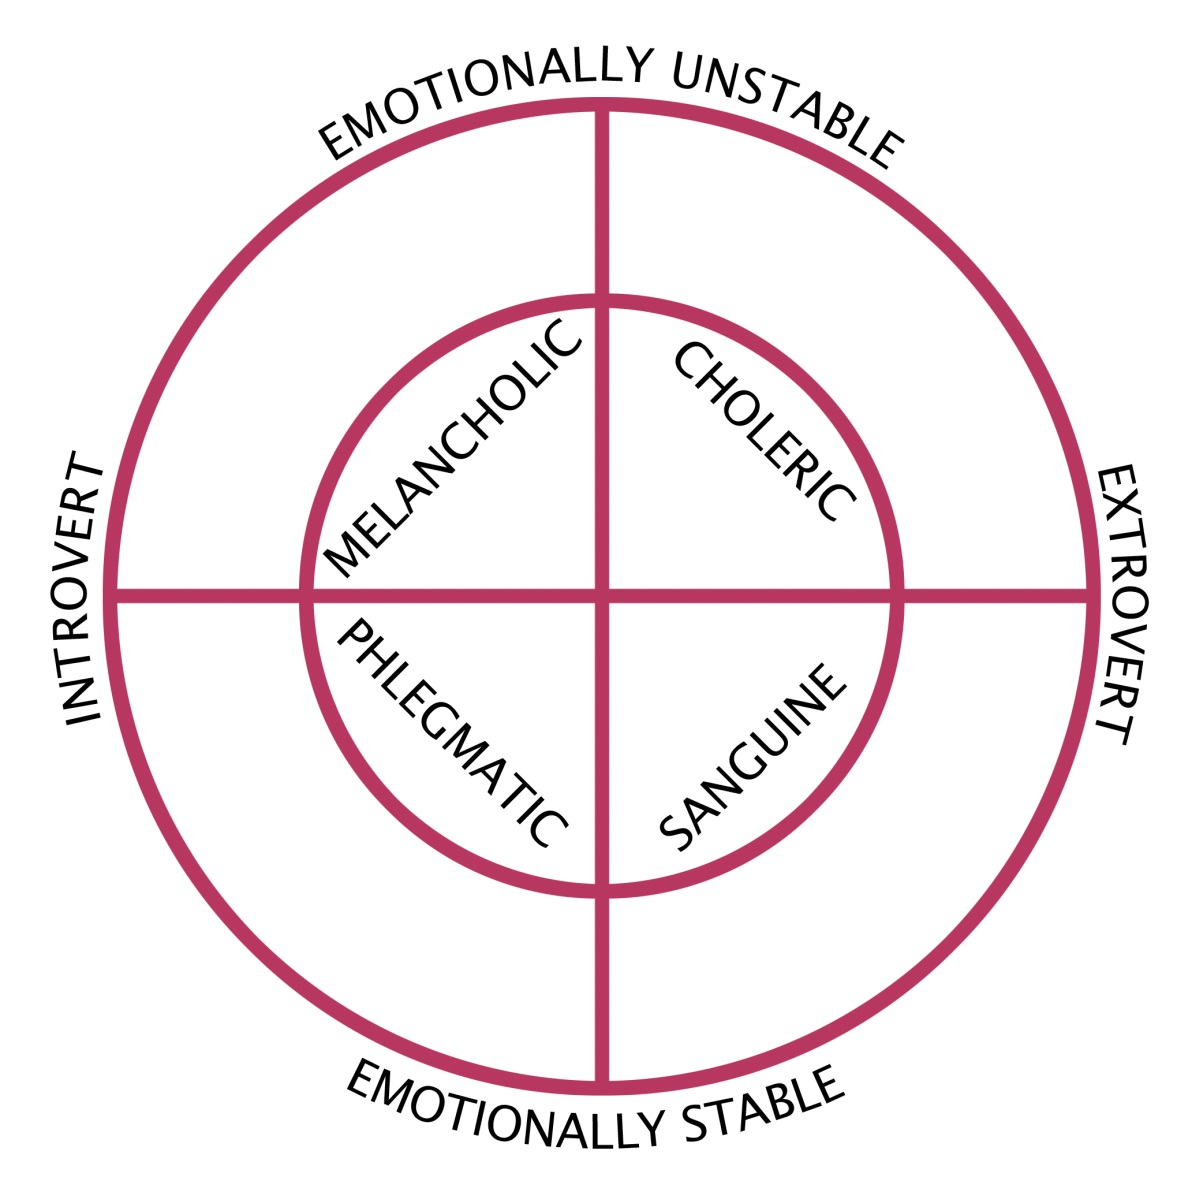 EMOTIONALLY UNSTABLE
MELANCHOLIC
CHOLERIC
INTROVERT
EXTROVERT
PHLEGMATIC
SANGUINE
EMOTIONALLY STABLE